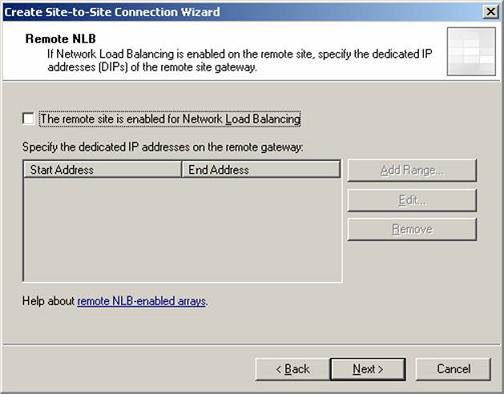 Create Site-to-Site Connection Wizard
Remote NLB
If Network Load Balancing is enabled on the remote site, specify the dedicated IP
addresses (DIPs) of the remote site gateway.
The remote site is enabled for Network Load Balancing
Specify the dedicated IP addresses on the remote gateway:
Start Address End Address
Add Range...
Edit...
Remove
Help about remote NLB-enabled arrays.
< Back Next > Cancel